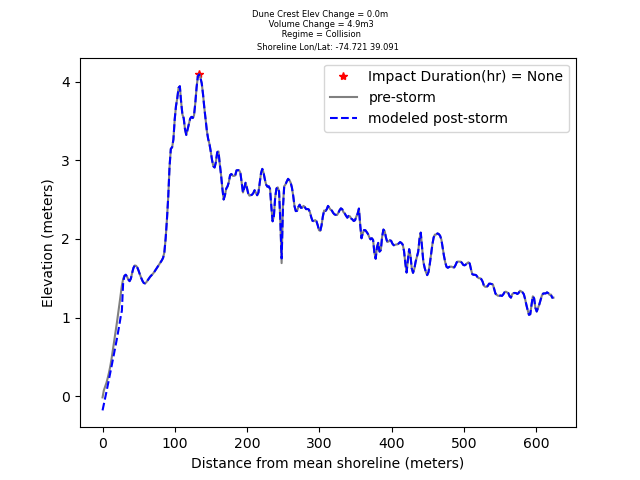 Dune Crest Elev Change = 0.0m
Volume Change = 4.9m3
Regime = Collision
Shoreline Lon/Lat: -74.721 39.091
Impact Duration(hr) = None
pre-storm
modeled post-storm
4
3
2
1
0
Elevation (meters)
0 100 200 300 400 500 600
Distance from mean shoreline (meters)